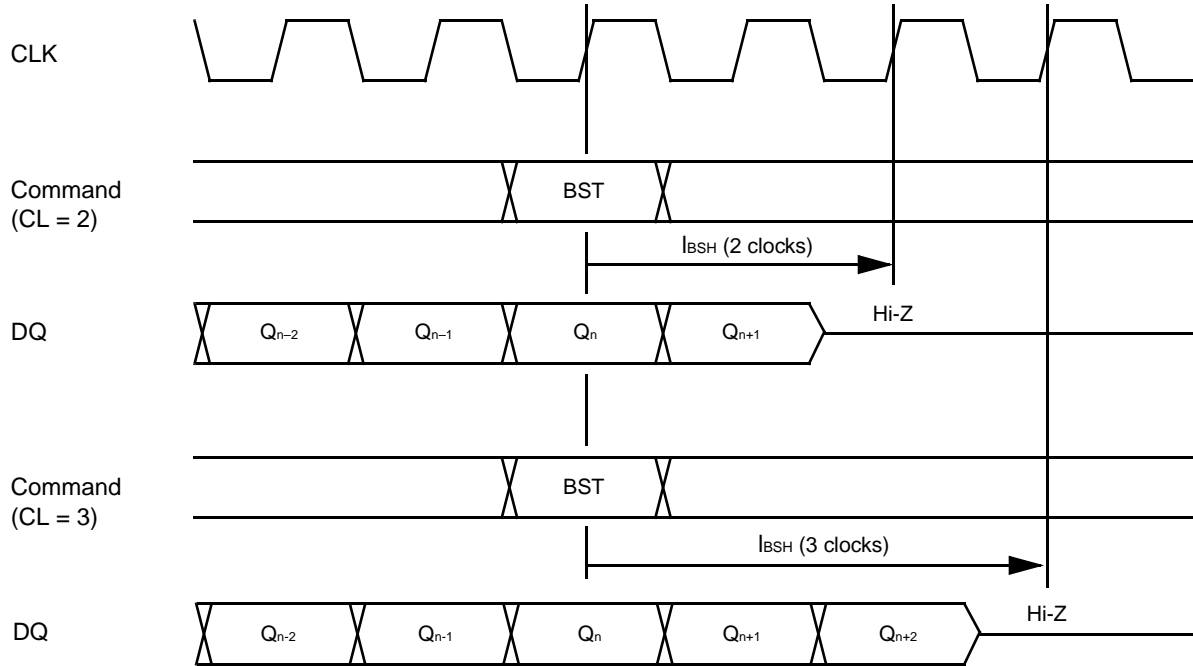 CLK
Command
(CL = 2)
BST
IBSH (2 clocks)
DQ
Qn–2
Qn–1
Qn
Qn+1
Hi-Z
Command
(CL = 3)
BST
IBSH (3 clocks)
DQ
Qn-2
Qn-1
Qn
Qn+1
Qn+2
Hi-Z